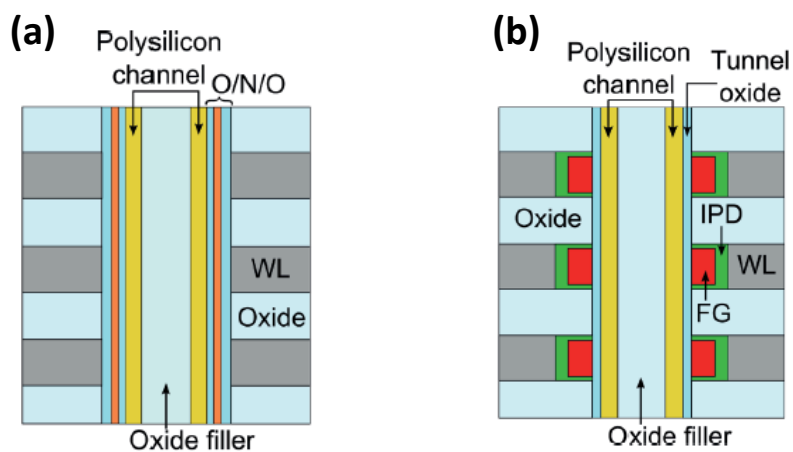 (a)
Polysilicon
channel
O/N/O
WL
Oxide
Oxide filler
(b)
Polysilicon
channel
Tunnel
oxide
Oxide
IPD
WL
FG
Oxide filler